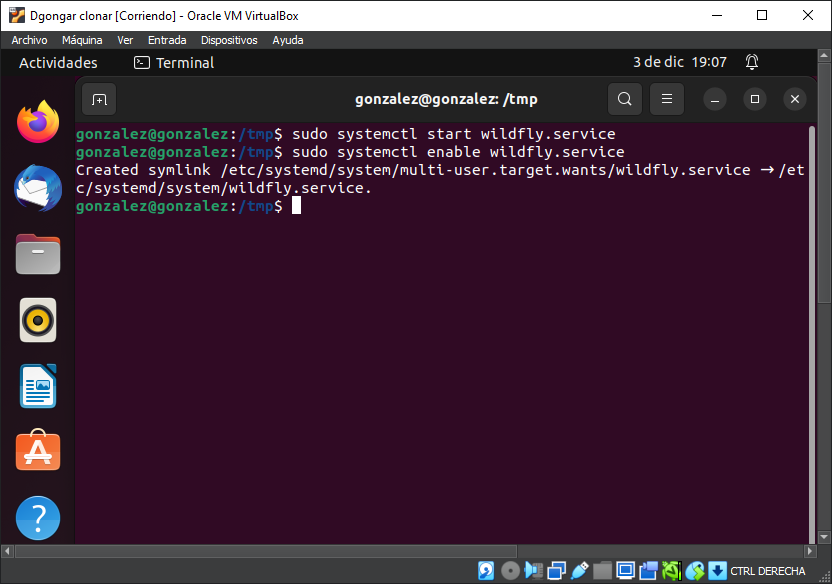 Dgongar clonar [Corriendo] - Oracle VM VirtualBox
Archivo Máquina Ver Entrada Dispositivos Ayuda
Actividades Terminal 3 de dic 19:07
gonzalez@gonzalez: /tmp
gonzalez@gonzalez:/tmp$ sudo systemctl start wildfly.service
gonzalez@gonzalez:/tmp$ sudo systemctl enable wildfly.service
Created symlink /etc/systemd/system/multi-user.target.wants/wildfly.service → /et
c/systemd/system/wildfly.service.
gonzalez@gonzalez:/tmp$
CTRL DERECHA